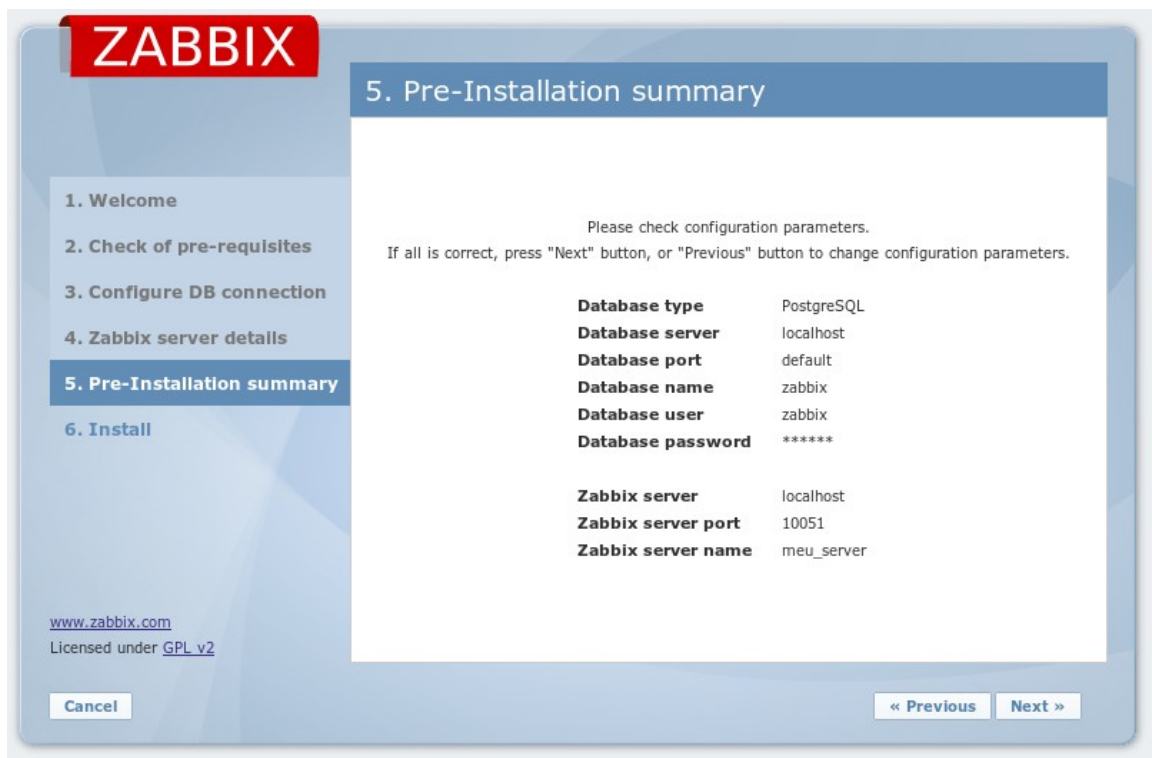 ZABBIX
5. Pre-Installation summary
1. Welcome
2. Check of pre-requisites
3. Configure DB connection
4. Zabbix server details
5. Pre-Installation summary
6. Install
Please check configuration parameters.
If all is correct, press "Next" button, or "Previous" button to change configuration parameters.
Database type PostgreSQL
Database server localhost
Database port default
Database name zabbix
Database user zabbix
Database password ******
Zabbix server localhost
Zabbix server port 10051
Zabbix server name meu_server
www.zabbix.com
Licensed under GPL v2
Cancel
« Previous
Next »